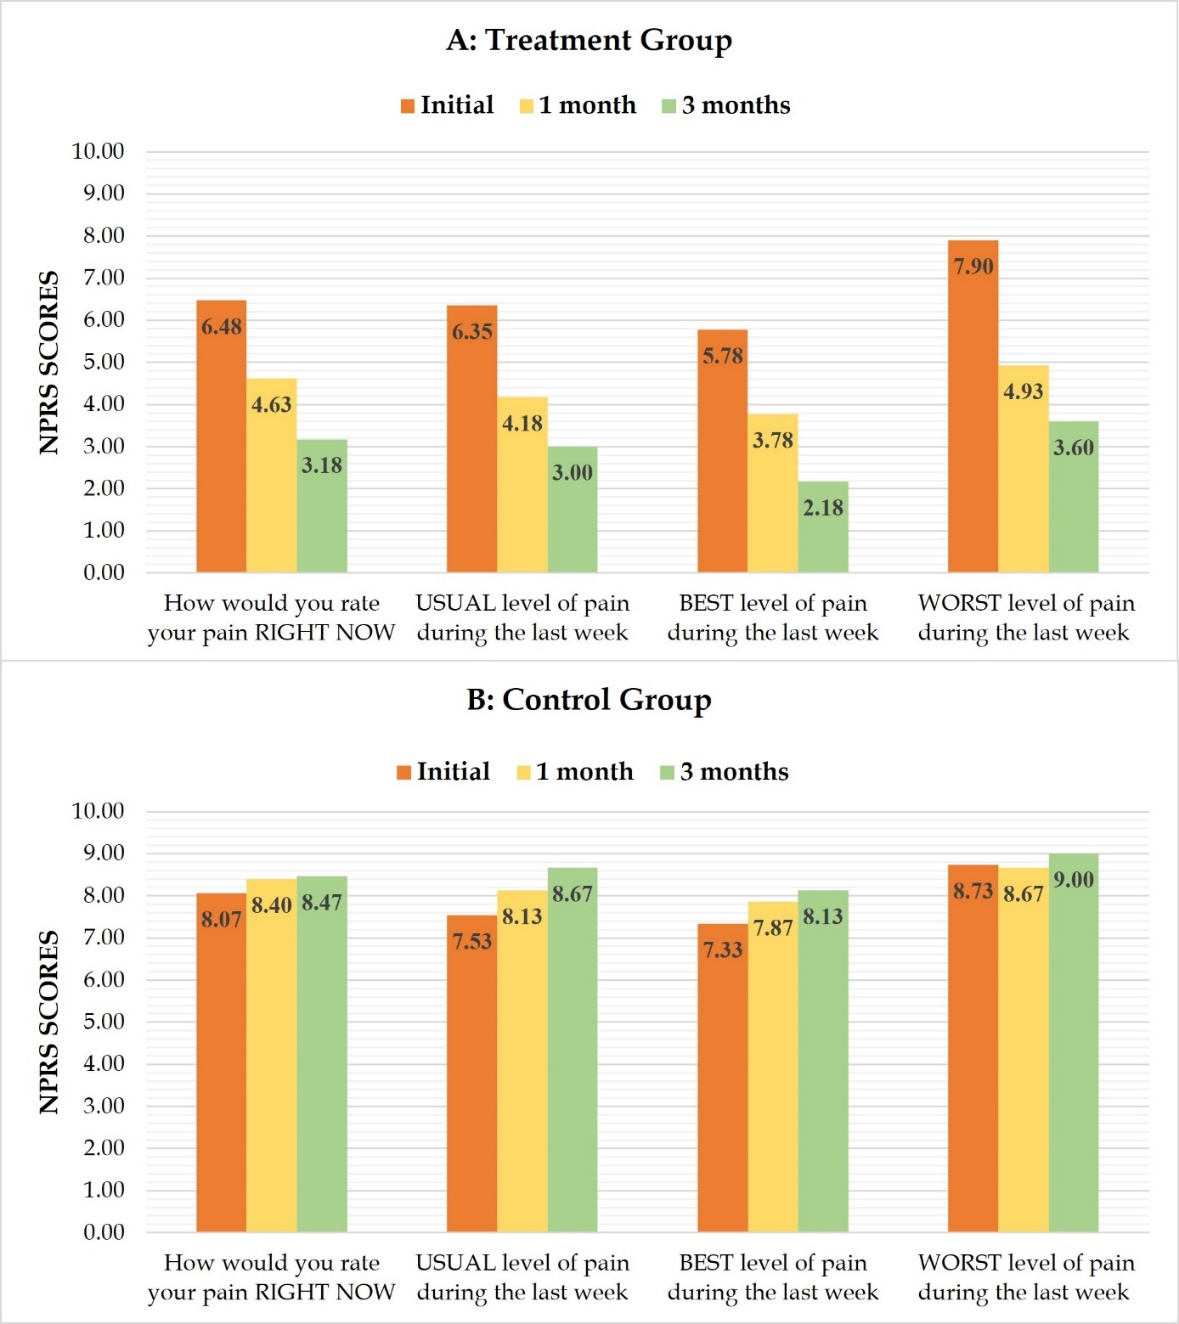 A: Treatment Group
Initial 1 month 3 months
10.00
9.00
8.00
7.00
6.00
5.00
4.00
3.00
2.00
1.00
0.00
NPRS SCORES
6.48
4.63
3.18
6.35
4.18
3.00
5.78
3.78
2.18
7.90
4.93
3.60
How would you rate
your pain RIGHT NOW
USUAL level of pain
during the last week
BEST level of pain
during the last week
WORST level of pain
during the last week
B: Control Group
Initial 1 month 3 months
10.00
9.00
8.00
7.00
6.00
5.00
4.00
3.00
2.00
1.00
0.00
NPRS SCORES
8.07
8.40
8.47
7.53
8.13
8.67
7.33
7.87
8.13
8.73
8.67
9.00
How would you rate
your pain RIGHT NOW
USUAL level of pain
during the last week
BEST level of pain
during the last week
WORST level of pain
during the last week